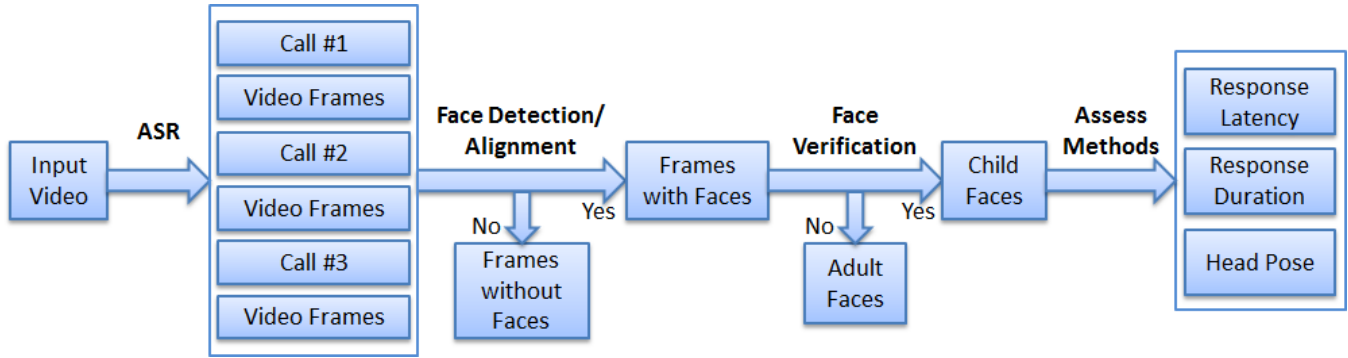 Input
Video
ASR
Call #1
Video Frames
Call #2
Video Frames
Call #3
Video Frames
Face Detection/
Alignment
No
Yes
Frames
without
Faces
Frames
with Faces
Face
Verification
No
Yes
Adult
Faces
Child
Faces
Assess
Methods
Response
Latency
Response
Duration
Head Pose